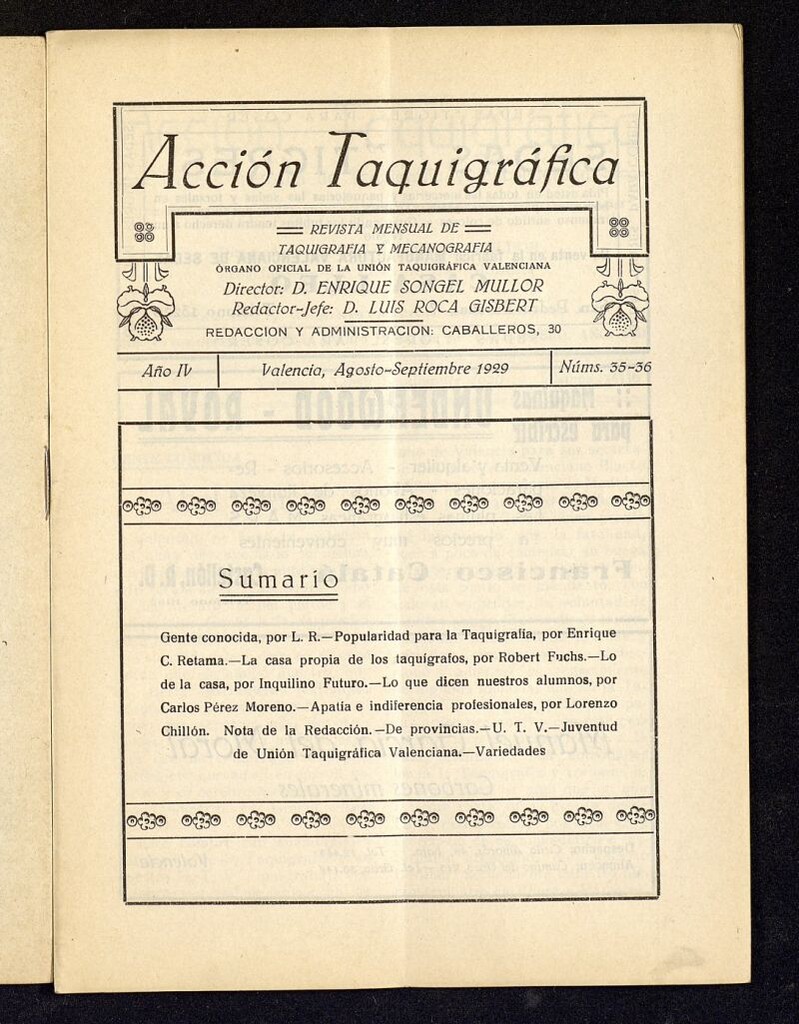 Acción Taquigráfica
REVISTA MENSUAL DE
TAQUIGRAFIA Y MECANOGRAFIA
ÓRGANO OFICIAL DE LA UNIÓN TAQUIGRÁFICA VALENCIANA
Director: D. ENRIQUE SONGEL MULLOR
Redactor-Jefe: D. LUIS ROCA GISBERT
REDACCION Y ADMINISTRACION: CABALLEROS, 30
Año IV
Valencia, Agosto-Septiembre 1929
Núms. 35-36
Sumario
Gente conocida, por L. R.—Popularidad para la Taquigrafía, por Enrique
C. Retama.—La casa propia de los taquígrafos, por Robert Fuchs.—Lo
de la casa, por Inquilino Futuro.—Lo que dicen nuestros alumnos, por
Carlos Pérez Moreno.—Apatía e indiferencia profesionales, por Lorenzo
Chillón. Nota de la Redacción.—De provincias.—U. T. V.—Juventud
de Unión Taquigráfica Valenciana.—Variedades